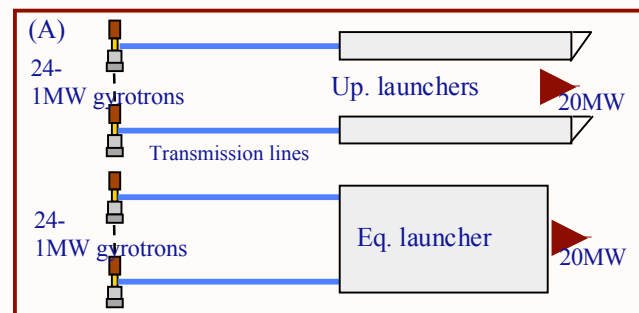 (A)
24-
1MW gyrotrons
Up. launchers
20MW
Transmission lines
24-
1MW gyrotrons
Eq. launcher
20MW